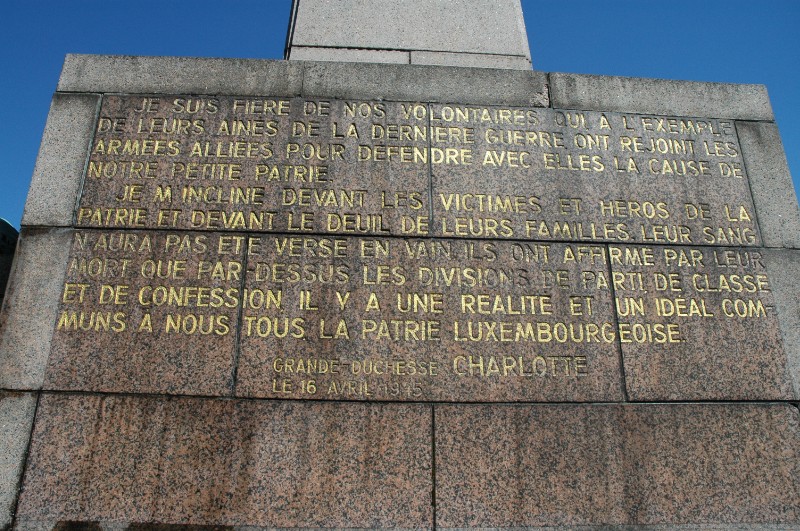 JE SUIS FIERE DE NOS VOLONTAIRES QUI A L'EXEMPLE
DE LEURS AINES DE LA DERNIERE GUERRE ONT REJOINT LES
ARMEES ALLIEES POUR DEFENDRE AVEC ELLES LA CAUSE DE
NOTRE PETITE PATRIE.
JE M'INCLINE DEVANT LES VICTIMES ET HEROS DE LA
PATRIE ET DEVANT LE DEUIL DE LEURS FAMILLES. LEUR SANG
N'AURA PAS ETE VERSE EN VAIN. ILS ONT AFFIRME PAR LEUR
MORT QUE PAR-DESSUS LES DIVISIONS DE PARTI DE CLASSE
ET DE CONFESSION, IL Y A UNE REALITE ET UN IDEAL COM-
MUNS A NOUS TOUS: LA PATRIE LUXEMBOURGEOISE.
GRANDE-DUCHESSE CHARLOTTE
LE 16 AVRIL 1945